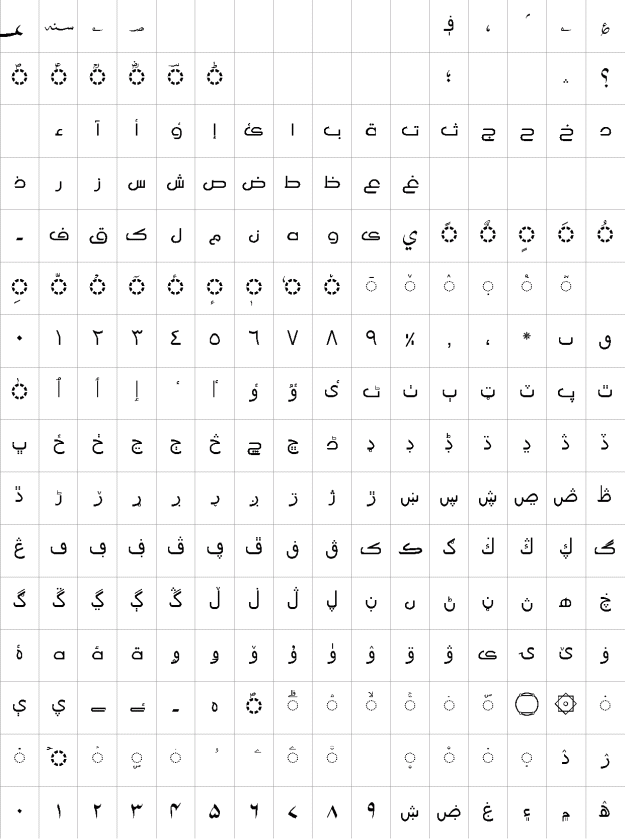 ؀ ؁ ؂ ؃ ؋ ، ؍ ؎ ؏
ؐ ؑ ؒ ؓ ؔ ؕ ؛ ؞ ؟
ء آ أ ؤ إ ئ ا ب ة ت ث ج ح خ د
ذ ر ز س ش ص ض ط ظ ع غ
ـ ف ق ك ل م ن ه و ى ي ً ٌ ٍ َ ُ
ِ ّ ْ ٓ ٔ ٕ ٖ ٗ ٘ ٙ ٚ ٛ ٜ ٝ ٞ
٠ ١ ٢ ٣ ٤ ٥ ٦ ٧ ٨ ٩ ٪ ٫ ٬ ٭ ٮ ٯ
ٰ ٱ ٲ ٳ ٴ ٵ ٶ ٷ ٸ ٹ ٺ ٻ ټ ٽ پ ٿ
ڀ ځ ڂ ڃ ڄ څ چ ڇ ڈ ډ ڊ ڋ ڌ ڍ ڎ ڏ
ڐ ڑ ڒ ړ ڔ ڕ ږ ڗ ژ ڙ ښ ڛ ڜ ڝ ڞ ڟ
ڠ ڡ ڢ ڣ ڤ ڥ ڦ ڧ ڨ ک ڪ ګ ڬ ڭ ڮ گ
ڰ ڱ ڲ ڳ ڴ ڵ ڶ ڷ ڸ ڹ ں ڻ ڼ ڽ ھ ڿ
ۀ ہ ۂ ۃ ۄ ۅ ۆ ۇ ۈ ۉ ۊ ۋ ی ۍ ێ ۏ
ې ۑ ے ۓ ۔ ە ۖ ۗ ۘ ۙ ۚ ۛ ۜ ۝ ۞ ۟
۠ ۡ ۢ ۣ ۤ ۥ ۦ ۧ ۨ ۪ ۫ ۬ ۭ ۮ ۯ
۰ ۱ ۲ ۳ ۴ ۵ ۶ ۷ ۸ ۹ ۺ ۻ ۼ ۽ ۾ ۿ